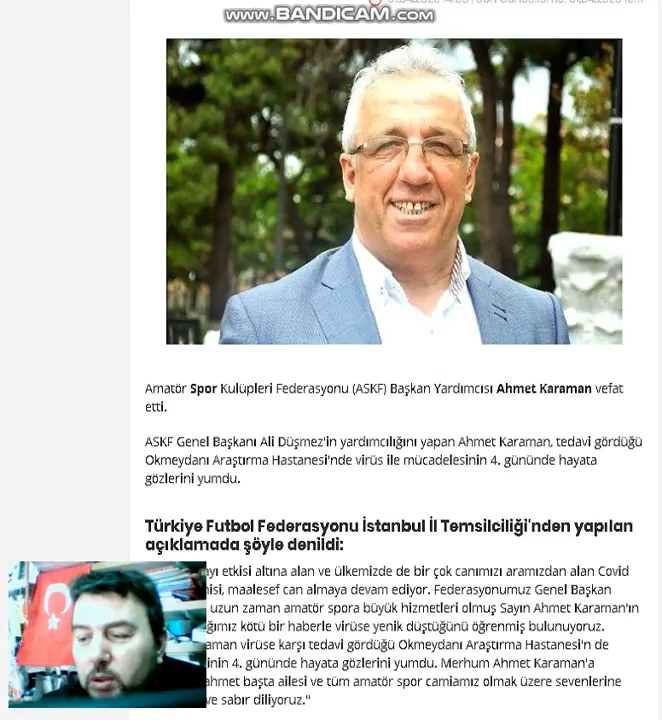 www.BANDICAM.com
Amatör Spor Kulüpleri Federasyonu (ASKF) Başkan Yardımcısı Ahmet Karaman vefat
etti.
ASKF Genel Başkanı Ali Düşmez'in yardımcılığını yapan Ahmet Karaman, tedavi gördüğü
Okmeydanı Araştırma Hastanesi'nde virüs ile mücadelesinin 4. gününde hayata
gözlerini yumdu.
Türkiye Futbol Federasyonu İstanbul İl Temsilciliği'nden yapılan
açıklamada şöyle denildi:
etkisi altına alan ve ülkemizde de bir çok canımızı aramızdan alan Covid
maalesef can almaya devam ediyor. Federasyonumuz Genel Başkan
uzun zaman amatör spora büyük hizmetleri olmuş Sayın Ahmet Karaman'ın
kötü bir haberle virüse yenik düştüğünü öğrenmiş bulunuyoruz.
virüse karşı tedavi gördüğü Okmeydanı Araştırma Hastanesi'n de
4. gününde hayata gözlerini yumdu. Merhum Ahmet Karaman'a
başta ailesi ve tüm amatör spor camiamız olmak üzere sevenlerine
ve sabır diliyoruz."